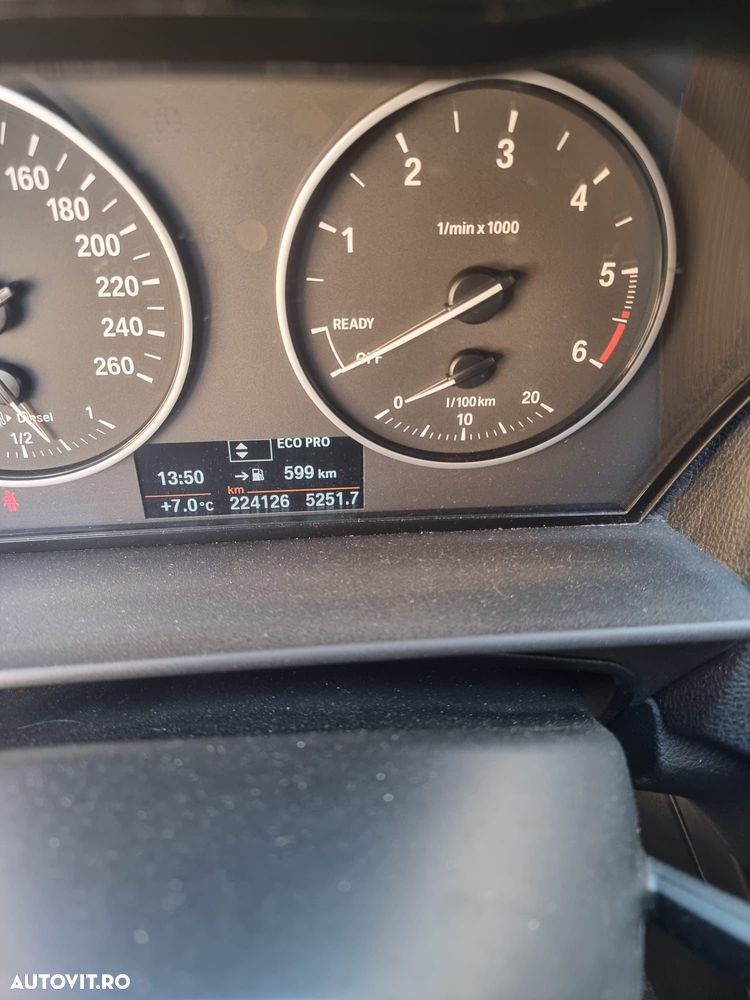 160
180
200
220
240
260
Diesel
1/2
1
1
2
3
4
5
6
1/min x 1000
READY
OFF
0
10
20
l/100 km
ECO PRO
13:50
599 km
km
+7.0°C
224126
5251.7
AUTOVIT.RO